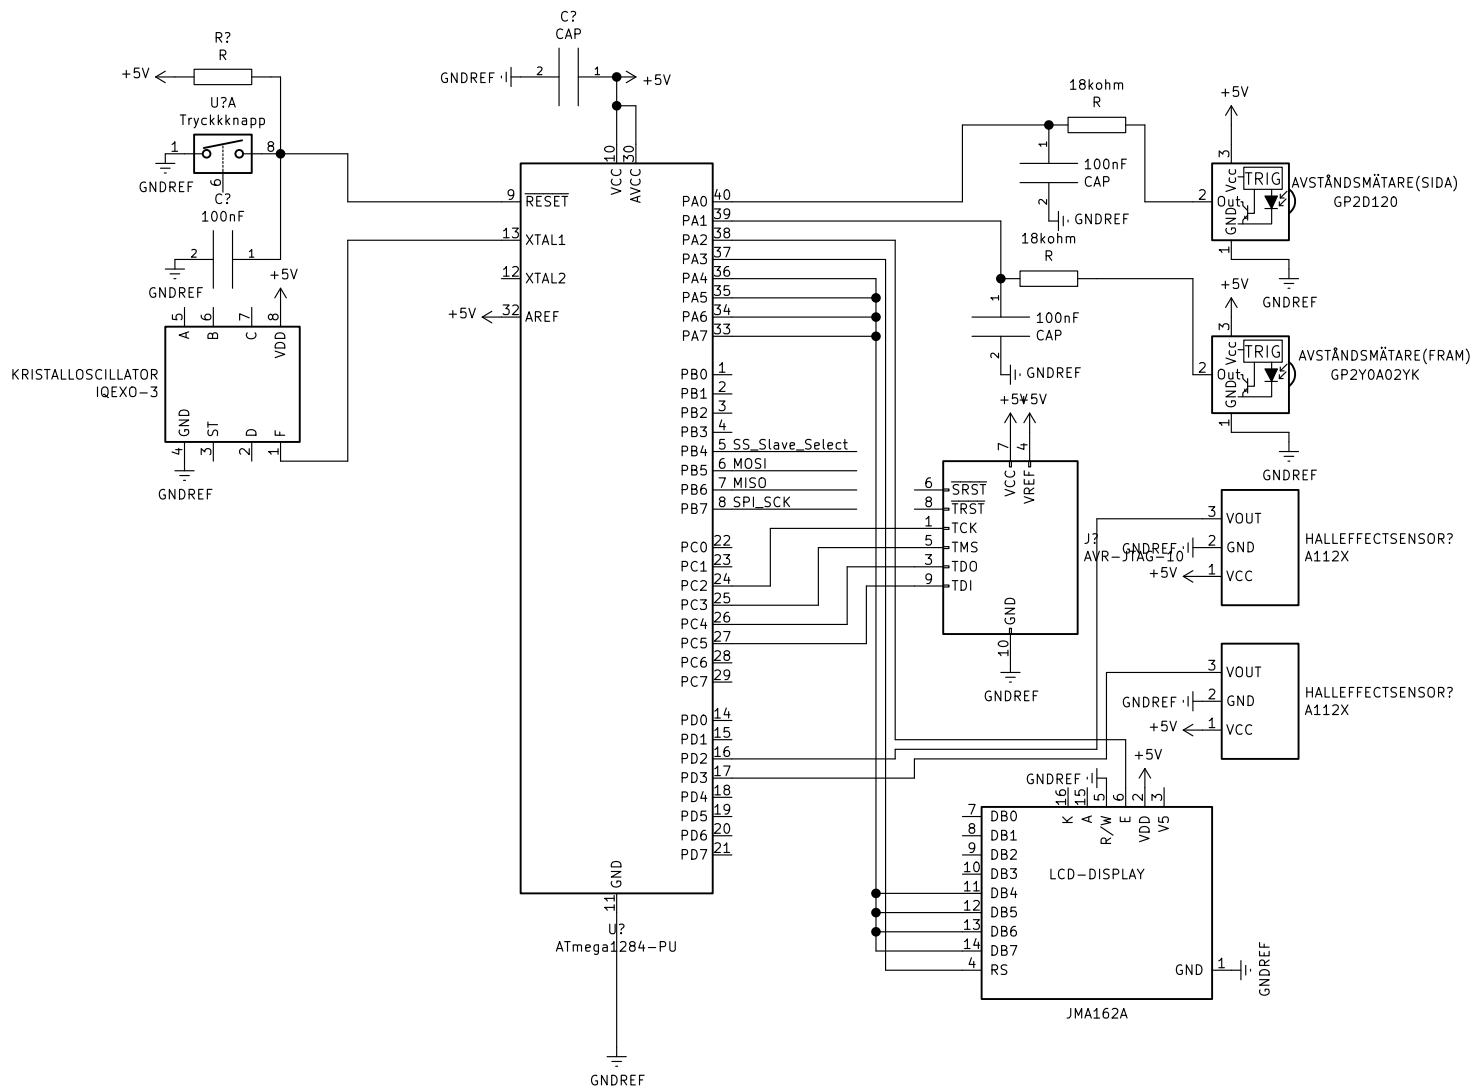 R?
R
+5V
U?A
Tryckkknapp
1
8
6
GNDREF
C?
100nF
2
1
GNDREF
+5V
5
6
7
8
A
B
C
VDD
KRISTALLOSCILLATOR
IQEXO-3
GND
ST
D
F
4
3
2
1
GNDREF
C?
CAP
GNDREF
2
1
+5V
10
30
VCC
AVCC
9
RESET
13
XTAL1
12
XTAL2
+5V
32
AREF
PA0
40
PA1
39
PA2
38
PA3
37
PA4
36
PA5
35
PA6
34
PA7
33
PB0
1
PB1
2
PB2
3
PB3
4
PB4
5
SS_Slave_Select
PB5
6
MOSI
PB6
7
MISO
PB7
8
SPI_SCK
PC0
22
PC1
23
PC2
24
PC3
25
PC4
26
PC5
27
PC6
28
PC7
29
PD0
14
PD1
15
PD2
16
PD3
17
PD4
18
PD5
19
PD6
20
PD7
21
GND
11
U?
ATmega1284-PU
GNDREF
18kohm
R
1
100nF
CAP
2
GNDREF
18kohm
R
1
100nF
CAP
2
GNDREF
+5V
3
Vcc
TRIG
2
Out
GND
1
AVSTÅNDSMÄTARE(SIDA)
GP2D120
GNDREF
+5V
3
Vcc
TRIG
2
Out
GND
1
AVSTÅNDSMÄTARE(FRAM)
GP2Y0A02YK
GNDREF
+5V
+5V
7
4
VCC
VREF
6
SRST
8
TRST
1
TCK
5
TMS
3
TDO
9
TDI
GND
10
GNDREF
J?
AVR-JTAG-10
3
VOUT
GNDREF
2
GND
+5V
1
VCC
HALLEFFECTSENSOR?
A112X
3
VOUT
GNDREF
2
GND
+5V
1
VCC
HALLEFFECTSENSOR?
A112X
+5V
GNDREF
16
15
5
6
2
3
K
A
R/W
E
VDD
V5
7
DB0
8
DB1
9
DB2
10
DB3
11
DB4
12
DB5
13
DB6
14
DB7
4
RS
LCD-DISPLAY
GND
1
GNDREF
JMA162A